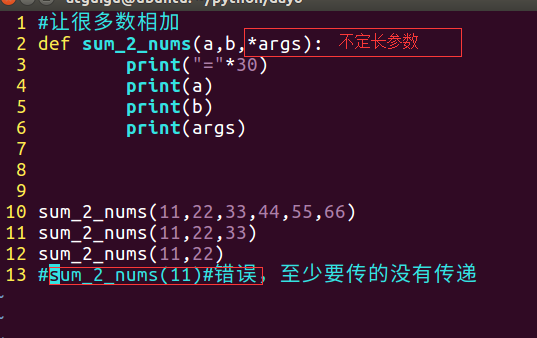 1 #让很多数相加
2 def sum_2_nums(a,b,*args): 不定长参数
3 print("="*30)
4 print(a)
5 print(b)
6 print(args)
7
8
9
10 sum_2_nums(11,22,33,44,55,66)
11 sum_2_nums(11,22,33)
12 sum_2_nums(11,22)
13 #sum_2_nums(11)#错误，至少要传的没有传递
~
~